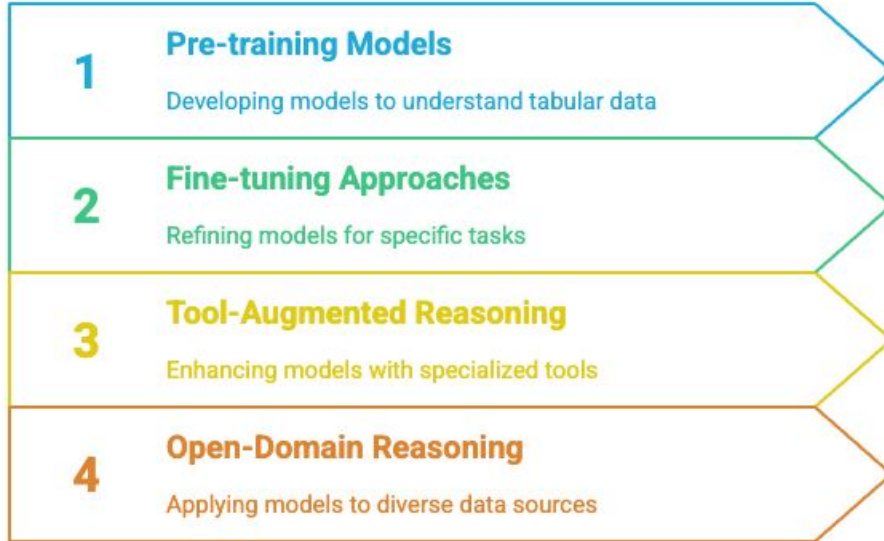 1
Pre-training Models
Developing models to understand tabular data
2
Fine-tuning Approaches
Refining models for specific tasks
3
Tool-Augmented Reasoning
Enhancing models with specialized tools
4
Open-Domain Reasoning
Applying models to diverse data sources